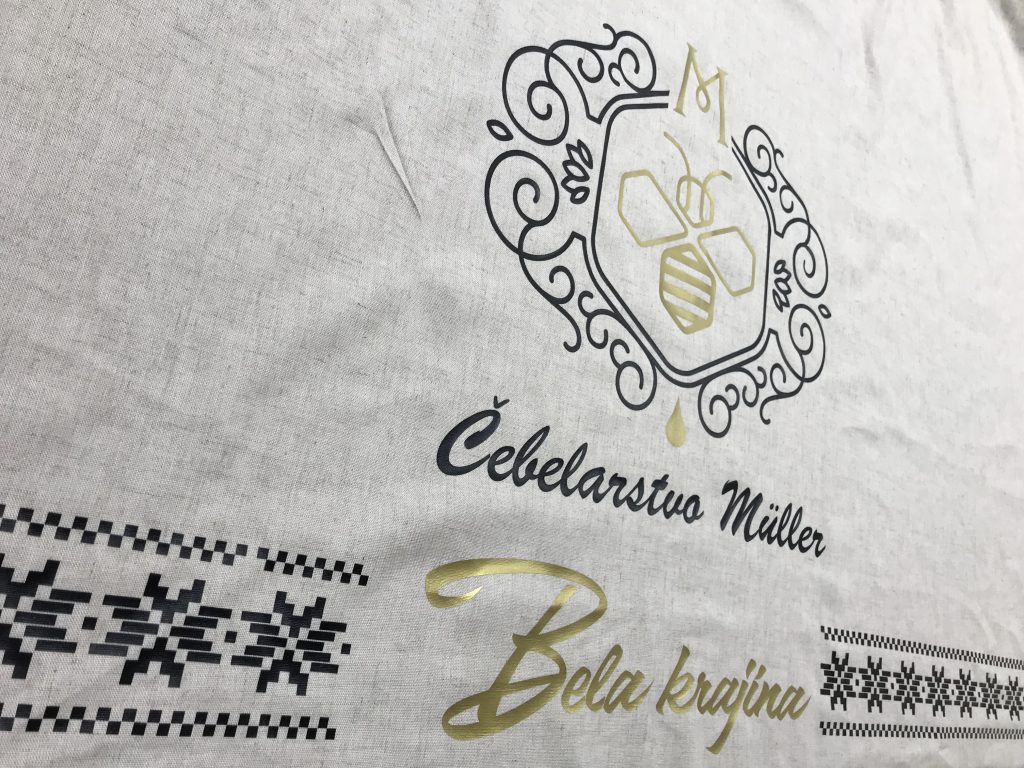 M
Čebelarstvo Müller
Bela krajina